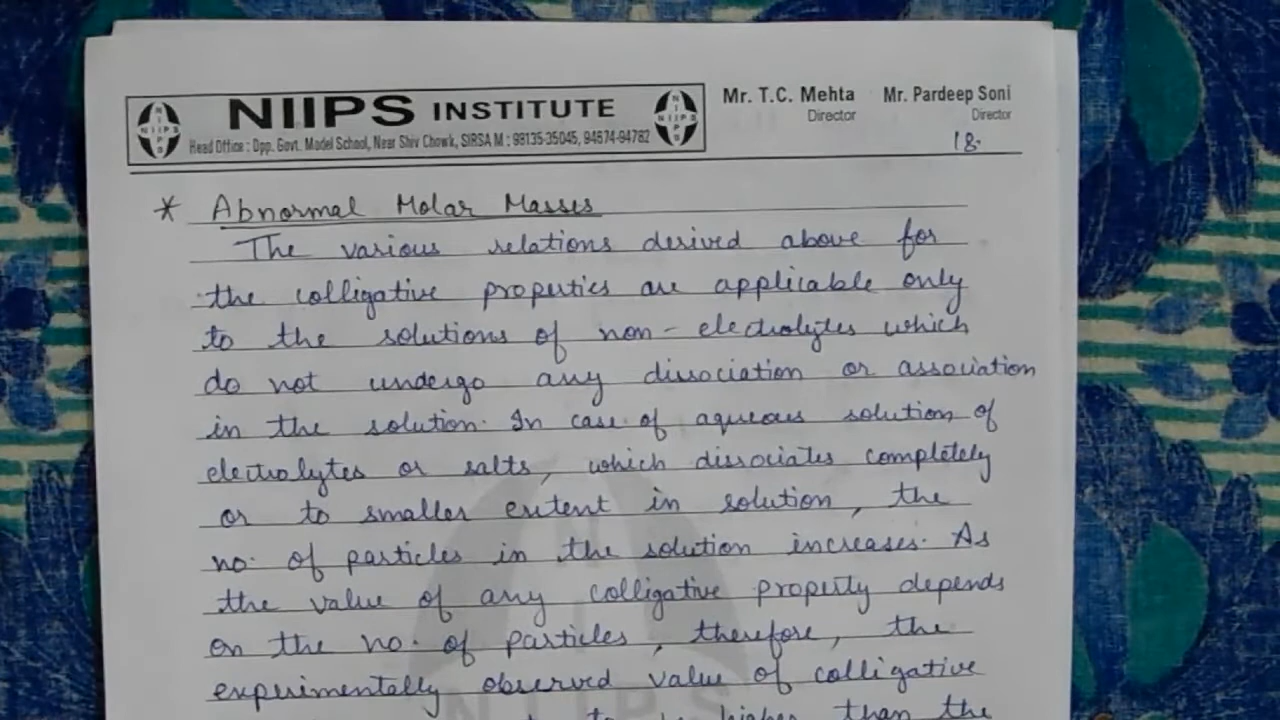 NIIPS INSTITUTE
Head Office : Opp. Govt. Model School, Near Shiv Chowk, SIRSA M : 98135-35045, 94674-94782
Mr. T.C. Mehta
Director
Mr. Pardeep Soni
Director
18.
* Abnormal Molar Masses
The various relations derived above for
the colligative properties are applicable only
to the solutions of non-electrolytes which
do not undergo any dissociation or association
in the solution. In case of aqueous solution of
electrolytes or salts, which dissociates completely
or to smaller extent in solution, the
no. of particles in the solution increases. As
the value of any colligative property depends
on the no. of particles, therefore, the
experimentally observed value of colligative
higher than the
NIIPS